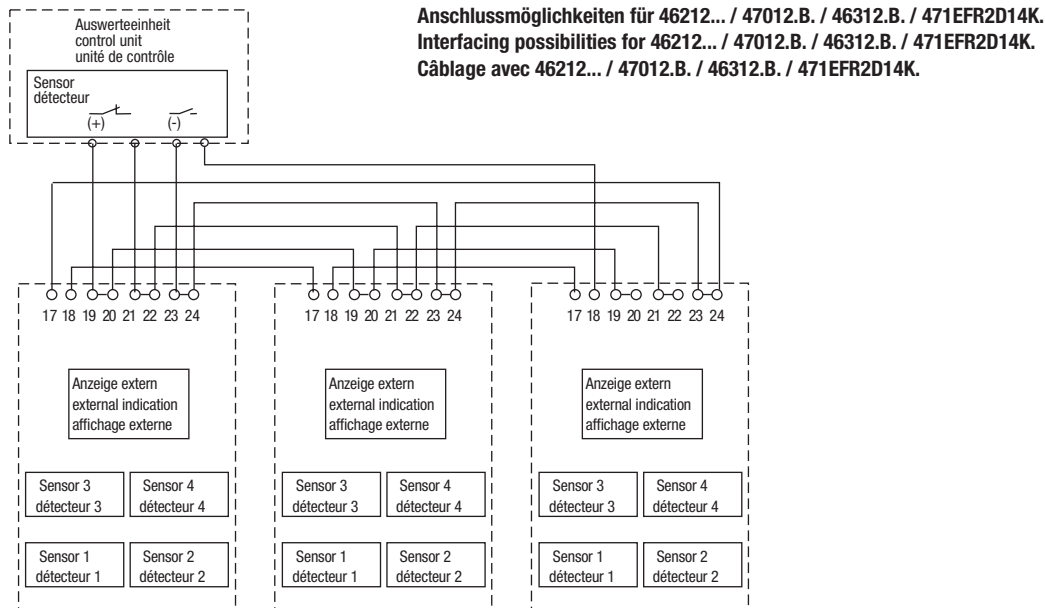 Anschlussmöglichkeiten für 46212... / 47012.B. / 46312.B. / 471EFR2D14K.
Interfacing possibilities for 46212... / 47012.B. / 46312.B. / 471EFR2D14K.
Câblage avec 46212... / 47012.B. / 46312.B. / 471EFR2D14K.
Auswerteeinheit
control unit
unité de contrôle
Sensor
détecteur
(+) (-)
17 18 19 20 21 22 23 24
17 18 19 20 21 22 23 24
17 18 19 20 21 22 23 24
Anzeige extern
external indication
affichage externe
Anzeige extern
external indication
affichage externe
Anzeige extern
external indication
affichage externe
Sensor 3
détecteur 3
Sensor 4
détecteur 4
Sensor 3
détecteur 3
Sensor 4
détecteur 4
Sensor 3
détecteur 3
Sensor 4
détecteur 4
Sensor 1
détecteur 1
Sensor 2
détecteur 2
Sensor 1
détecteur 1
Sensor 2
détecteur 2
Sensor 1
détecteur 1
Sensor 2
détecteur 2